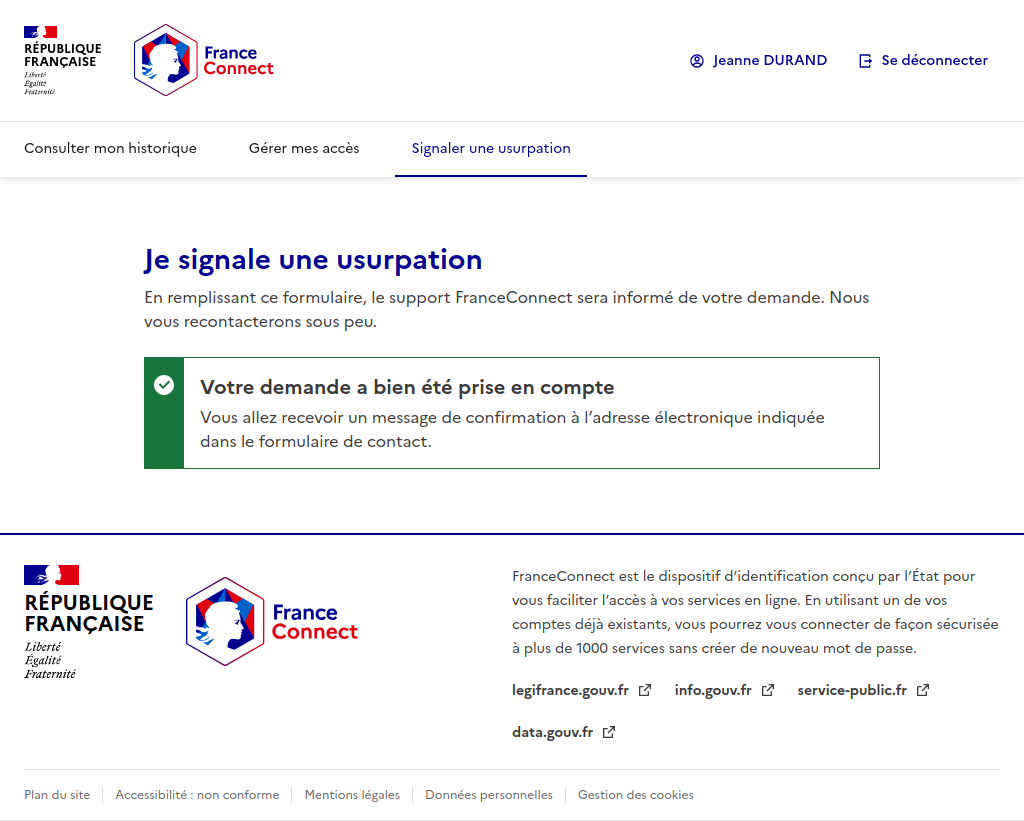 RÉPUBLIQUE
FRANÇAISE
Liberté
Égalité
Fraternité
France
Connect
Jeanne DURAND
Se déconnecter
Consulter mon historique
Gérer mes accès
Signaler une usurpation
Je signale une usurpation
En remplissant ce formulaire, le support FranceConnect sera informé de votre demande. Nous
vous recontacterons sous peu.
Votre demande a bien été prise en compte
Vous allez recevoir un message de confirmation à l’adresse électronique indiquée
dans le formulaire de contact.
RÉPUBLIQUE
FRANÇAISE
Liberté
Égalité
Fraternité
France
Connect
FranceConnect est le dispositif d’identification conçu par l’État pour
vous faciliter l’accès à vos services en ligne. En utilisant un de vos
comptes déjà existants, vous pourrez vous connecter de façon sécurisée
à plus de 1000 services sans créer de nouveau mot de passe.
legifrance.gouv.fr
info.gouv.fr
service-public.fr
data.gouv.fr
Plan du site
Accessibilité : non conforme
Mentions légales
Données personnelles
Gestion des cookies